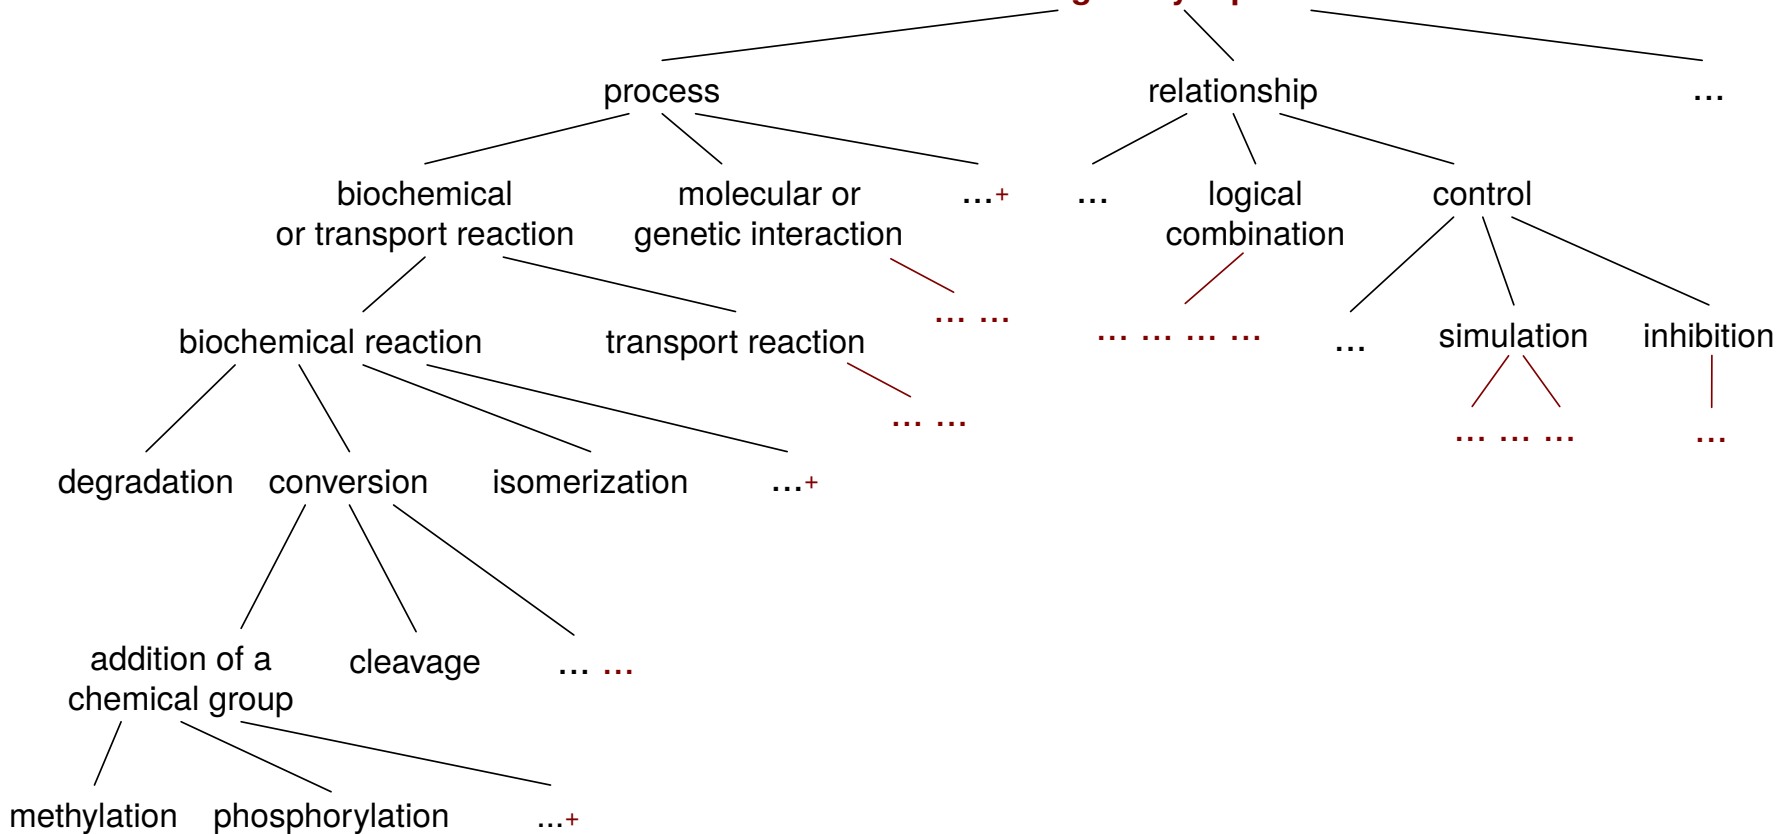 process relationship ...
biochemical molecular or ...+ ... logical control
or transport reaction genetic interaction combination
... ... ... ... ... ... ... simulation inhibition
biochemical reaction transport reaction
... ... ... ... ... ...
degradation conversion isomerization ...+
addition of a cleavage ... ...
chemical group
methylation phosphorylation ...+